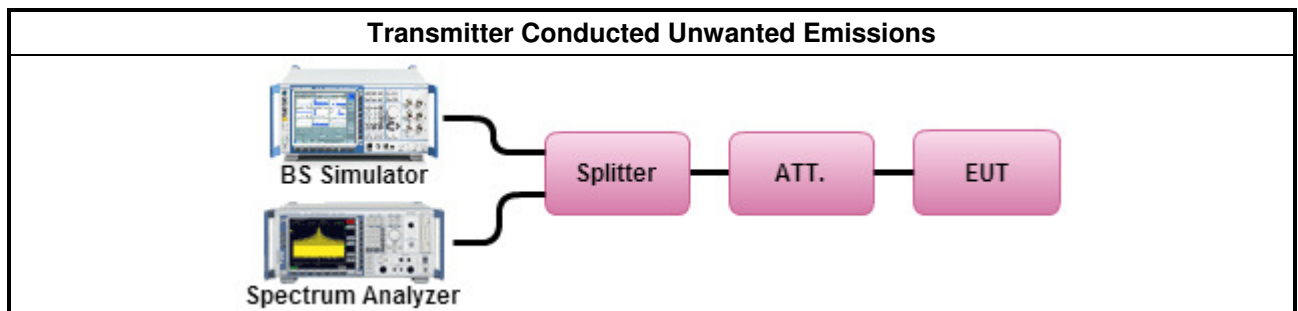 Transmitter Conducted Unwanted Emissions
BS Simulator
Splitter
ATT.
EUT
Spectrum Analyzer